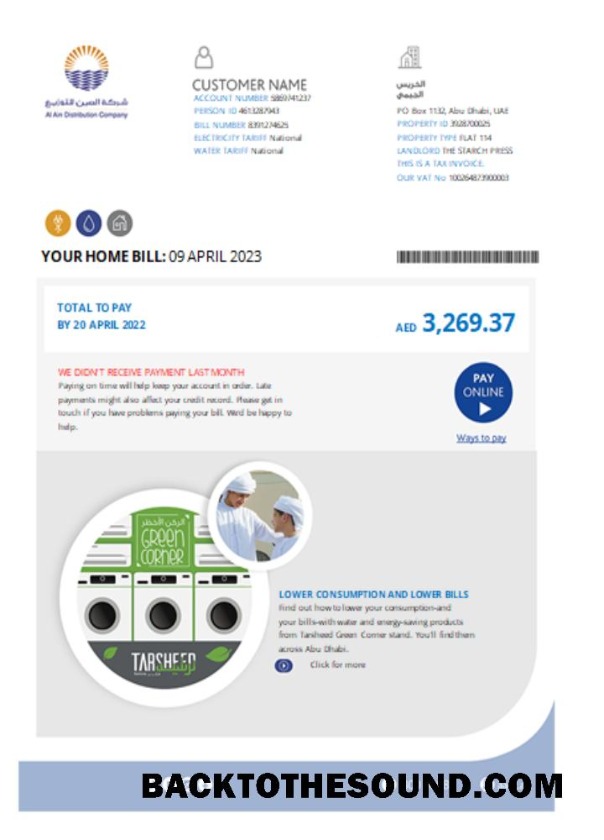 شركة العين للتوزيع
Al Ain Distribution Company
CUSTOMER NAME
ACCOUNT NUMBER 5869741237
PERSON ID 4613287943
BILL NUMBER 8391274625
ELECTRICITY TARIFF National
WATER TARIFF National
PO Box 1132, Abu Dhabi, UAE
PROPERTY ID 3928700025
PROPERTY TYPE FLAT 114
LANDLORD THE STARCH PRESS
THIS IS A TAX INVOICE.
OUR VAT No 100264873900003
YOUR HOME BILL: 09 APRIL 2023
TOTAL TO PAY
BY 20 APRIL 2022
AED 3,269.37
WE DIDN'T RECEIVE PAYMENT LAST MONTH
Paying on time will help keep your account in order. Late
payments might also affect your credit record. Please get in
touch if you have problems paying your bill. We'd be happy to
help.
PAY
ONLINE
Ways to pay
الركن الأخضر
GREEN
CORNER
TARSHEED
ترشيد
LOWER CONSUMPTION AND LOWER BILLS
Find out how to lower your consumption-and
your bills-with water and energy-saving products
from Tarsheed Green Corner stand. You'll find them
across Abu Dhabi.
Click for more
BACKTOTHESOUND.COM